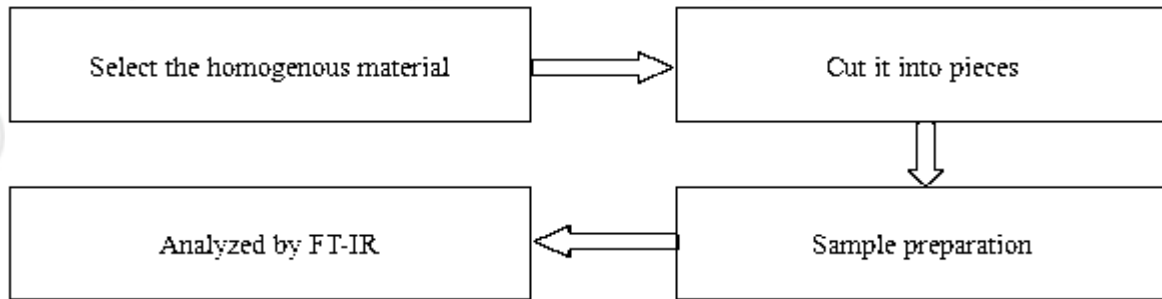 Select the homogenous material
Cut it into pieces
Sample preparation
Analyzed by FT-IR